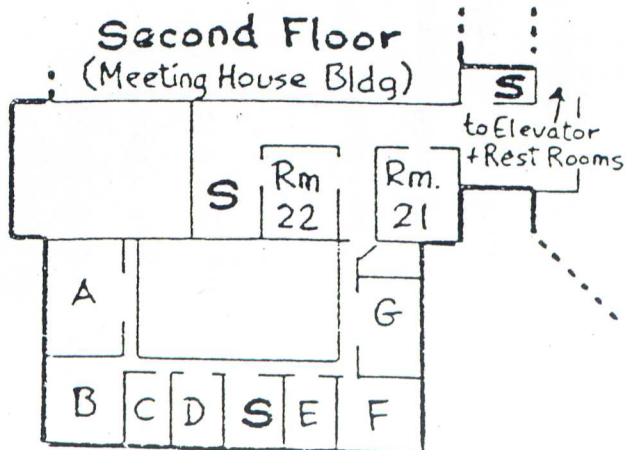 Second Floor
(Meeting House Bldg)
S
to Elevator
+ Rest Rooms
S
Rm
22
Rm.
21
A
G
B
C
D
S
E
F